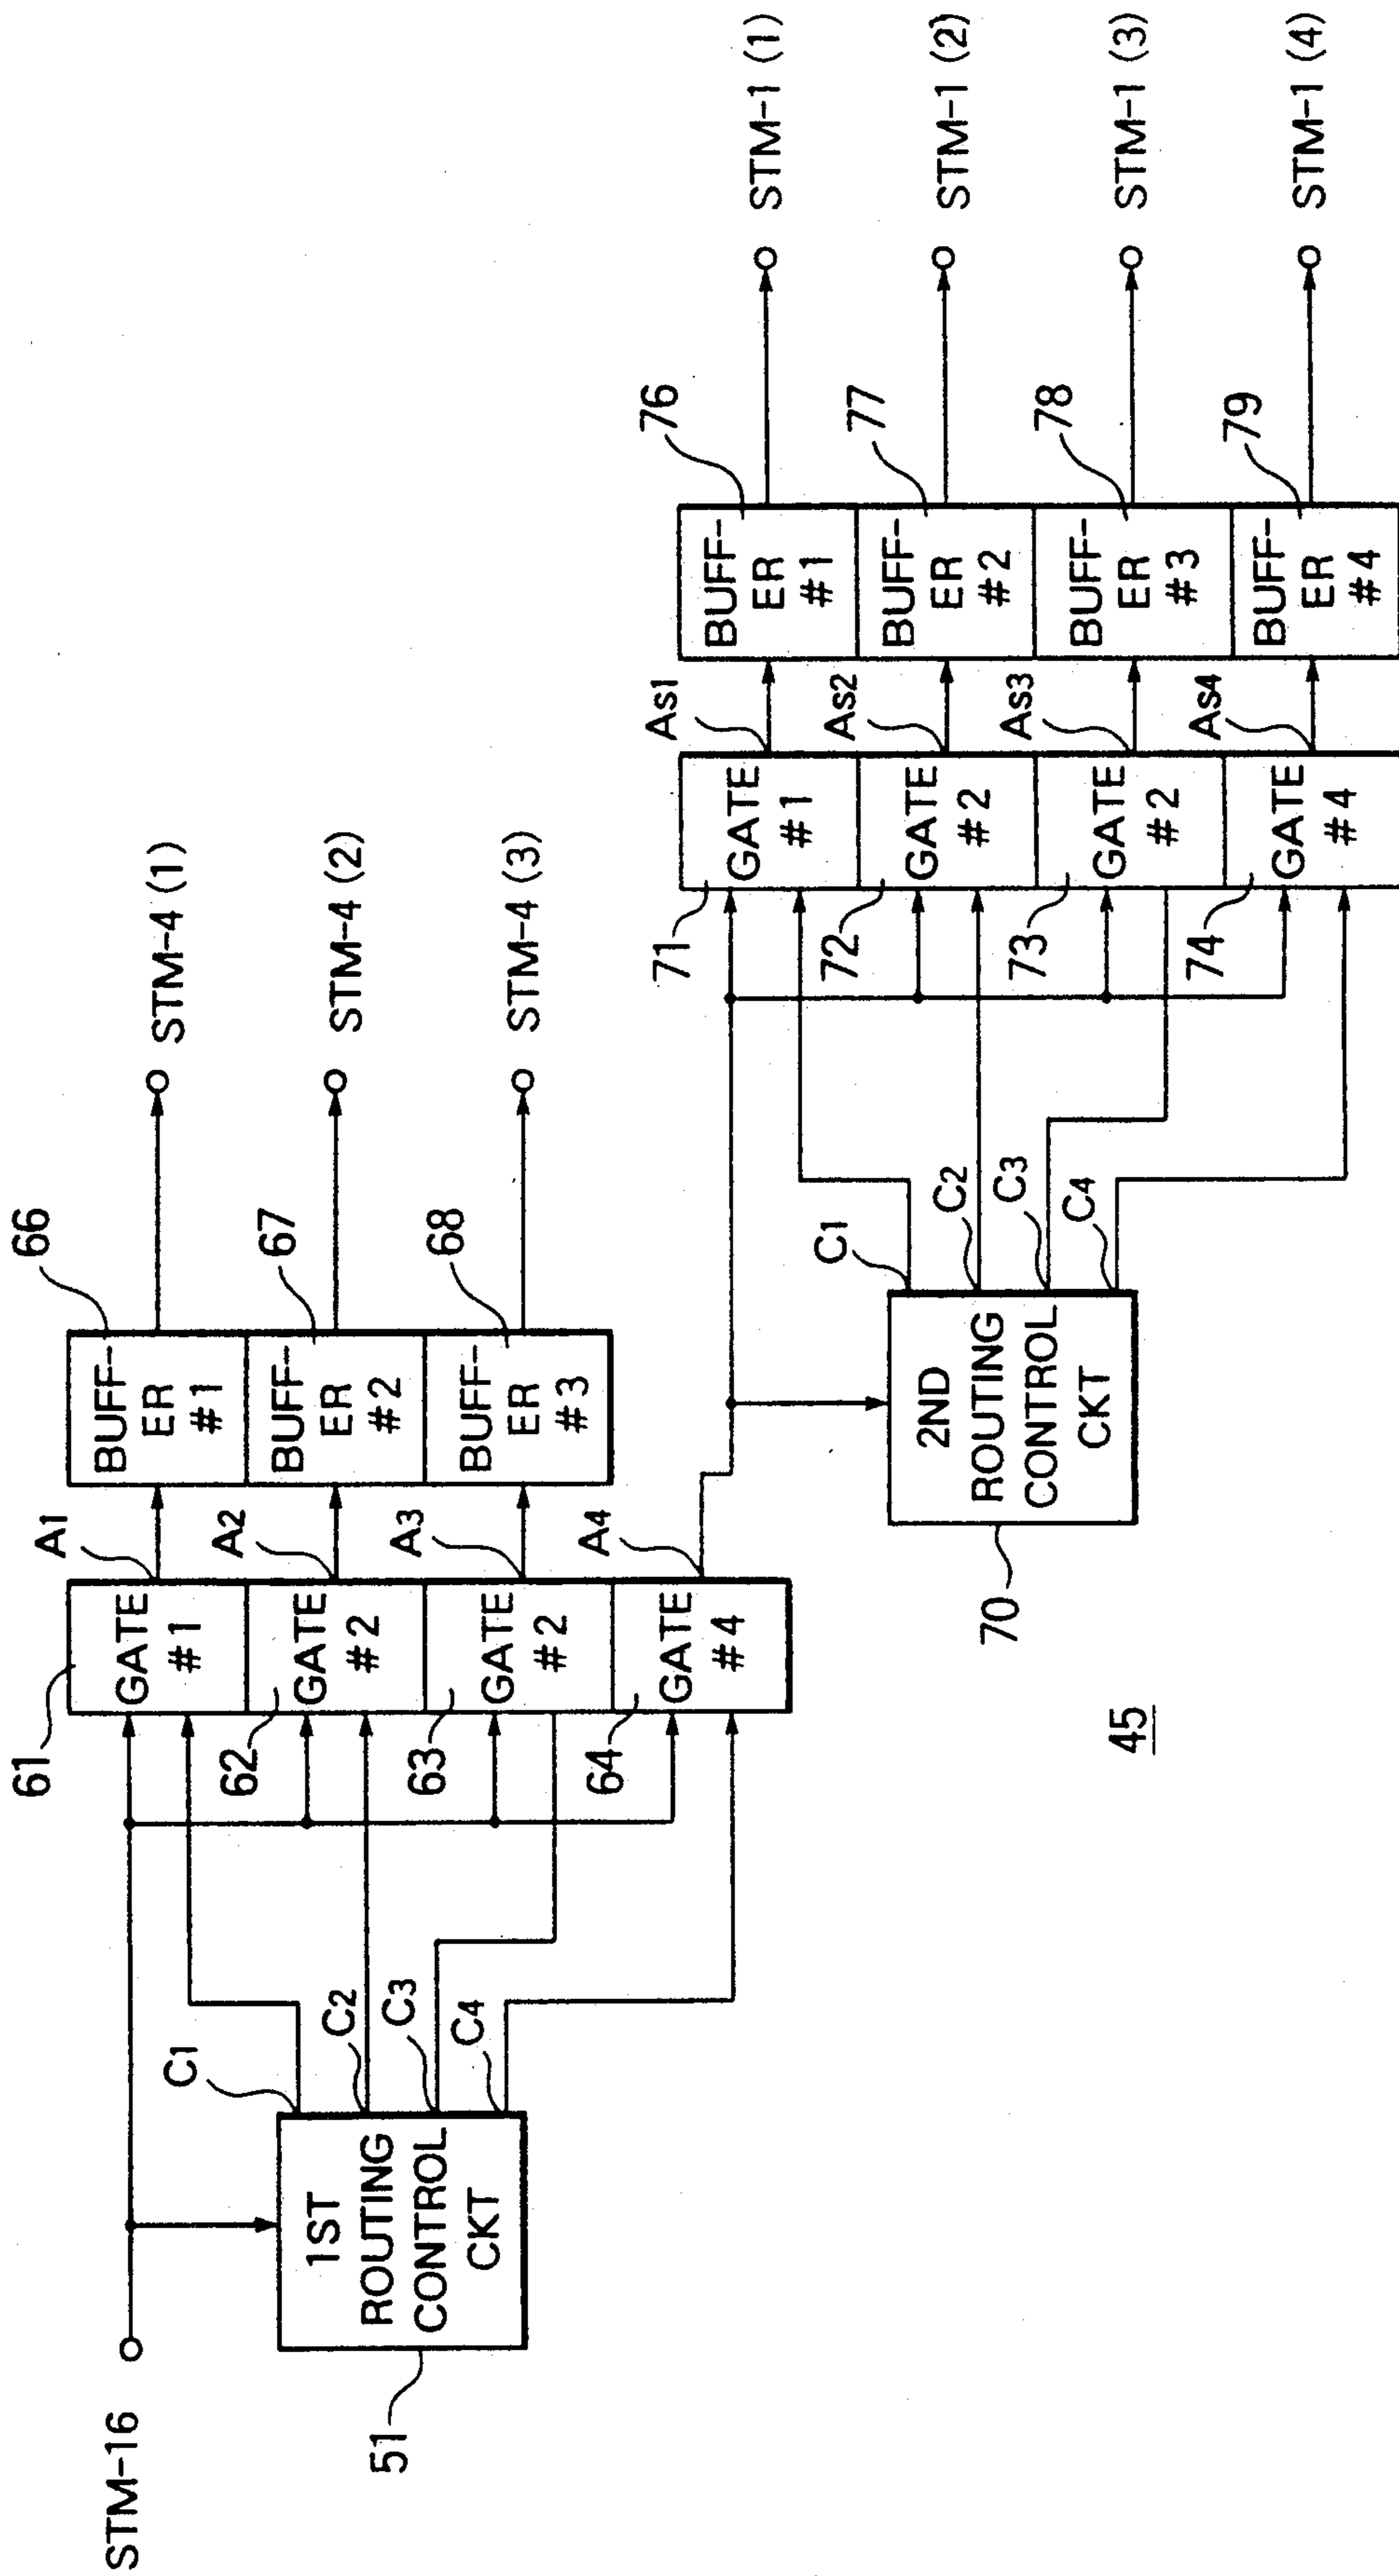 STM-16
1ST
ROUTING
CONTROL
CKT
51
C1
C2
C3
C4
61
GATE
#1
62
GATE
#2
63
GATE
#2
64
GATE
#4
A1
A2
A3
A4
BUFF-
ER
#1
66
BUFF-
ER
#2
67
BUFF-
ER
#3
68
STM-4 (1)
STM-4 (2)
STM-4 (3)
45
2ND
ROUTING
CONTROL
CKT
70
C1
C2
C3
C4
71
GATE
#1
72
GATE
#2
73
GATE
#2
74
GATE
#4
As1
As2
As3
As4
BUFF-
ER
#1
76
BUFF-
ER
#2
77
BUFF-
ER
#3
78
BUFF-
ER
#4
79
STM-1 (1)
STM-1 (2)
STM-1 (3)
STM-1 (4)